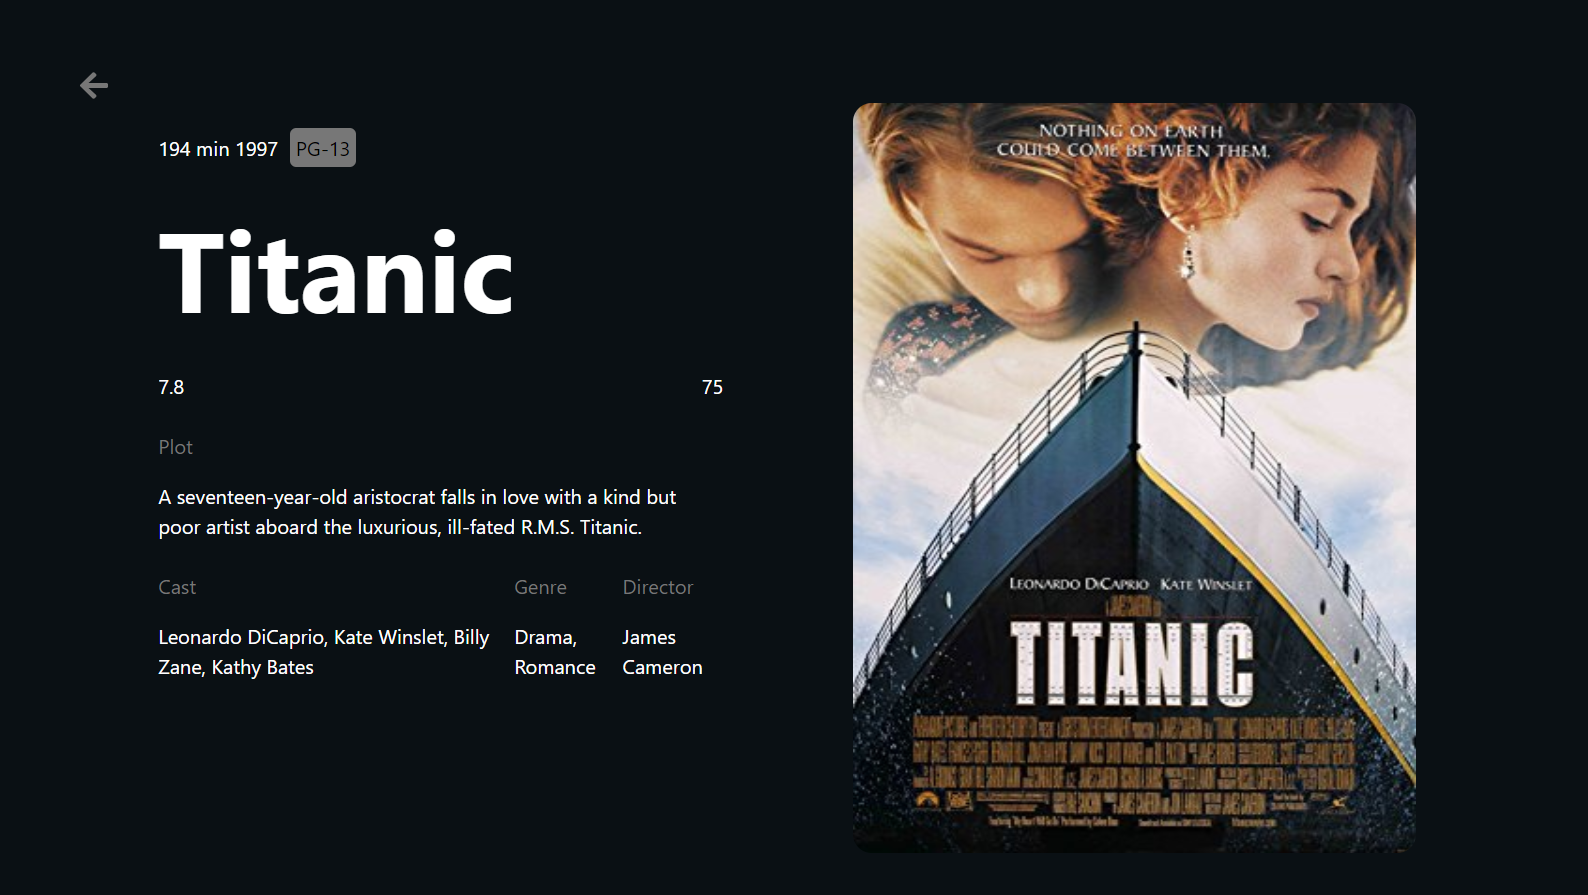 194 min 1997 PG-13
Titanic
7.8 75
Plot
A seventeen-year-old aristocrat falls in love with a kind but
poor artist aboard the luxurious, ill-fated R.M.S. Titanic.
Cast Genre Director
Leonardo DiCaprio, Kate Winslet, Billy
Zane, Kathy Bates
Drama,
Romance
James
Cameron
NOTHING ON EARTH
COULD COME BETWEEN THEM.
LEONARDO DICAPRIO KATE WINSLET
TITANIC